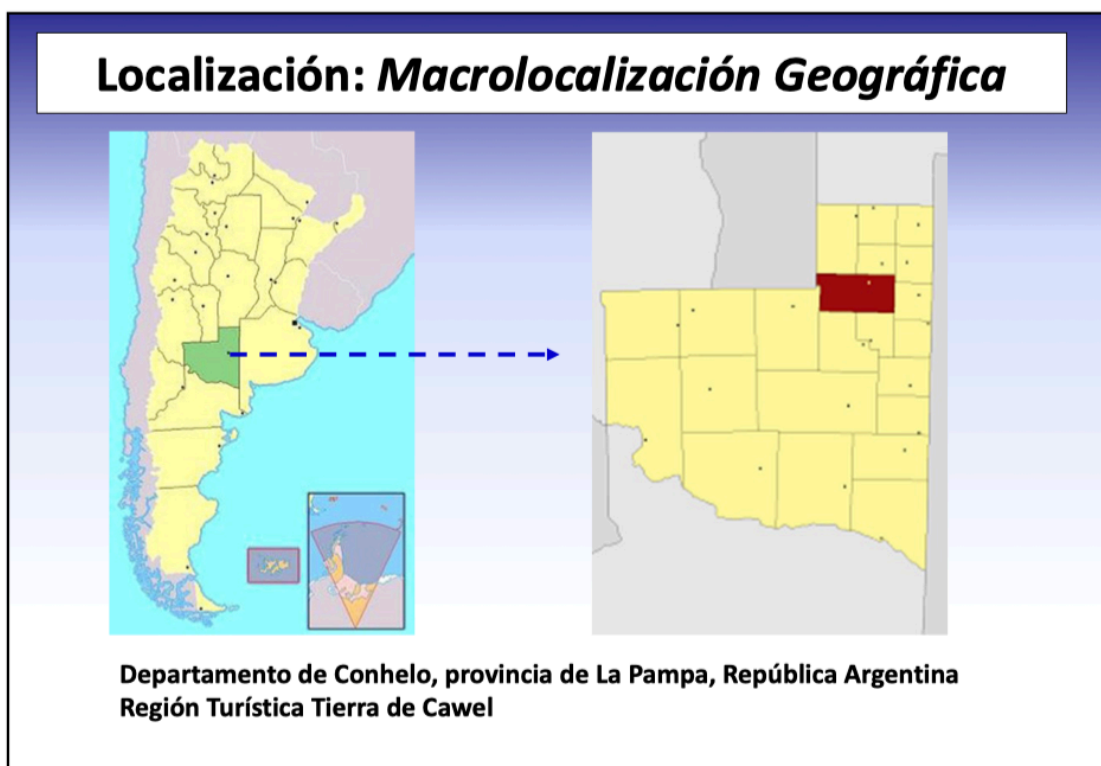 Localización: Macrolocalización Geográfica
Departamento de Conhelo, provincia de La Pampa, República Argentina
Región Turística Tierra de Cawel